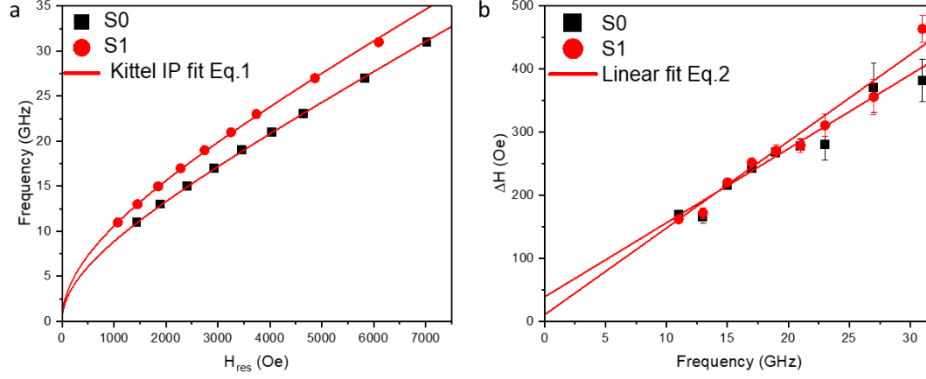 a
S0
S1
Kittel IP fit Eq.1
Frequency (GHz)
35
30
25
20
15
10
5
0
0 1000 2000 3000 4000 5000 6000 7000
H_res (Oe)
b
S0
S1
Linear fit Eq.2
ΔH (Oe)
500
400
300
200
100
0
0 5 10 15 20 25 30
Frequency (GHz)